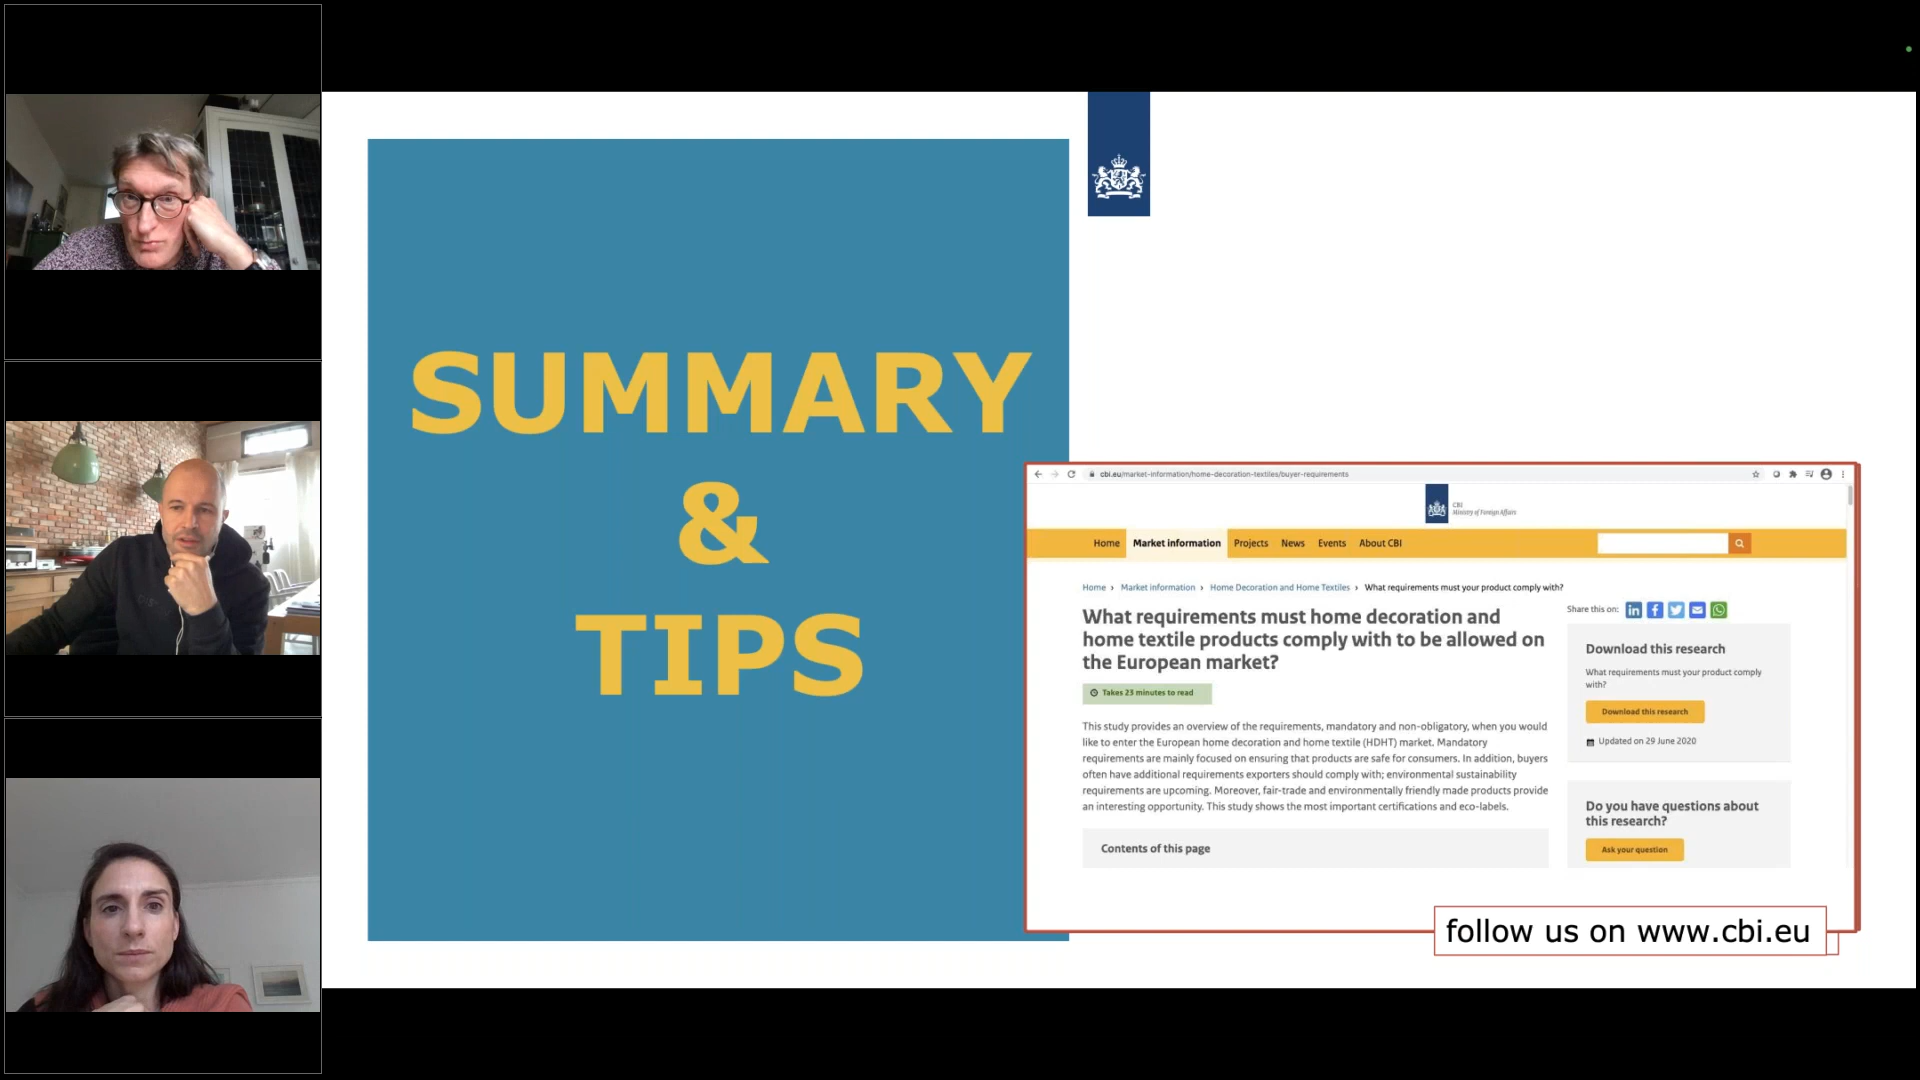 SUMMARY
&
TIPS
cbi.eu/market-information/home-decoration-textiles/buyer-requirements
CBI
Ministry of Foreign Affairs
Home Market information Projects News Events About CBI
Home › Market information › Home Decoration and Home Textiles › What requirements must your product comply with?
What requirements must home decoration and
home textile products comply with to be allowed on
the European market?
Takes 23 minutes to read
This study provides an overview of the requirements, mandatory and non-obligatory, when you would
like to enter the European home decoration and home textile (HDHT) market. Mandatory
requirements are mainly focused on ensuring that products are safe for consumers. In addition, buyers
often have additional requirements exporters should comply with; environmental sustainability
requirements are upcoming. Moreover, fair-trade and environmentally friendly made products provide
an interesting opportunity. This study shows the most important certifications and eco-labels.
Contents of this page
Share this on:
Download this research
What requirements must your product comply
with?
Download this research
Updated on 29 June 2020
Do you have questions about
this research?
Ask your question
follow us on www.cbi.eu